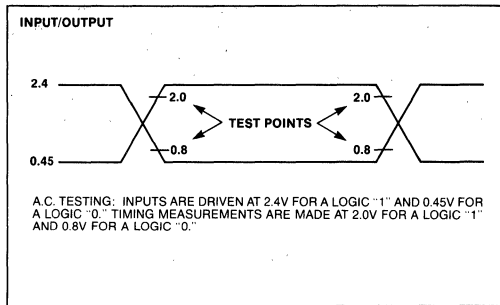 INPUT/OUTPUT
2.4
2.0 2.0
TEST POINTS
0.8 0.8
0.45
A.C. TESTING: INPUTS ARE DRIVEN AT 2.4V FOR A LOGIC "1" AND 0.45V FOR
A LOGIC "0." TIMING MEASUREMENTS ARE MADE AT 2.0V FOR A LOGIC "1"
AND 0.8V FOR A LOGIC "0."